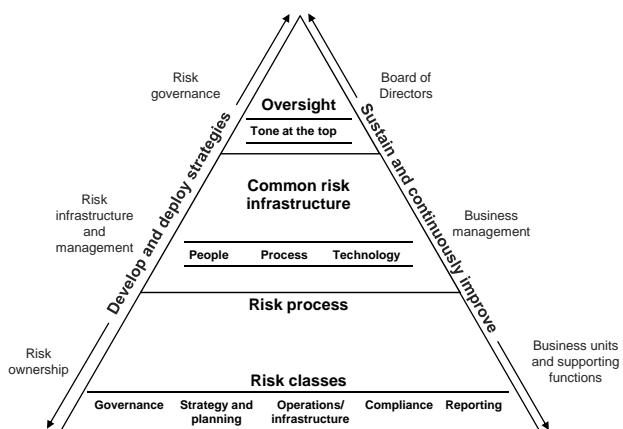 Risk
governance
Board of
Directors
Oversight
Tone at the top
Develop and deploy strategies
Sustain and continuously improve
Common risk
infrastructure
Risk
infrastructure
and
management
Business
management
People Process Technology
Risk process
Risk
ownership
Business units
and supporting
functions
Risk classes
Governance Strategy and planning Operations/ infrastructure Compliance Reporting